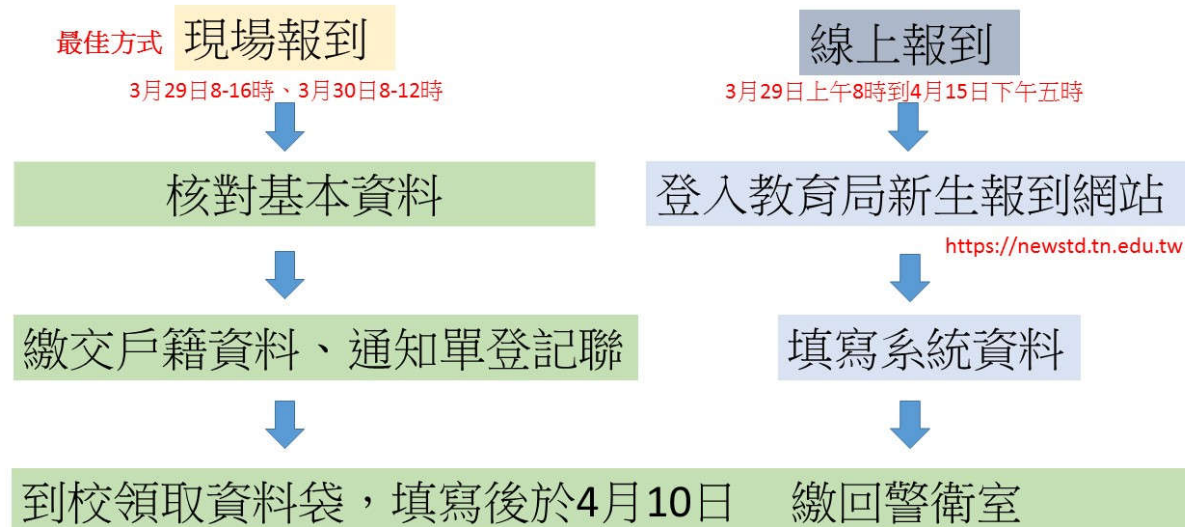 最佳方式 現場報到
3月29日8-16時、3月30日8-12時
核對基本資料
繳交戶籍資料、通知單登記聯
線上報到
3月29日上午8時到4月15日下午五時
登入教育局新生報到網站
https://newstd.tn.edu.tw
填寫系統資料
到校領取資料袋，填寫後於4月10日 繳回警衛室